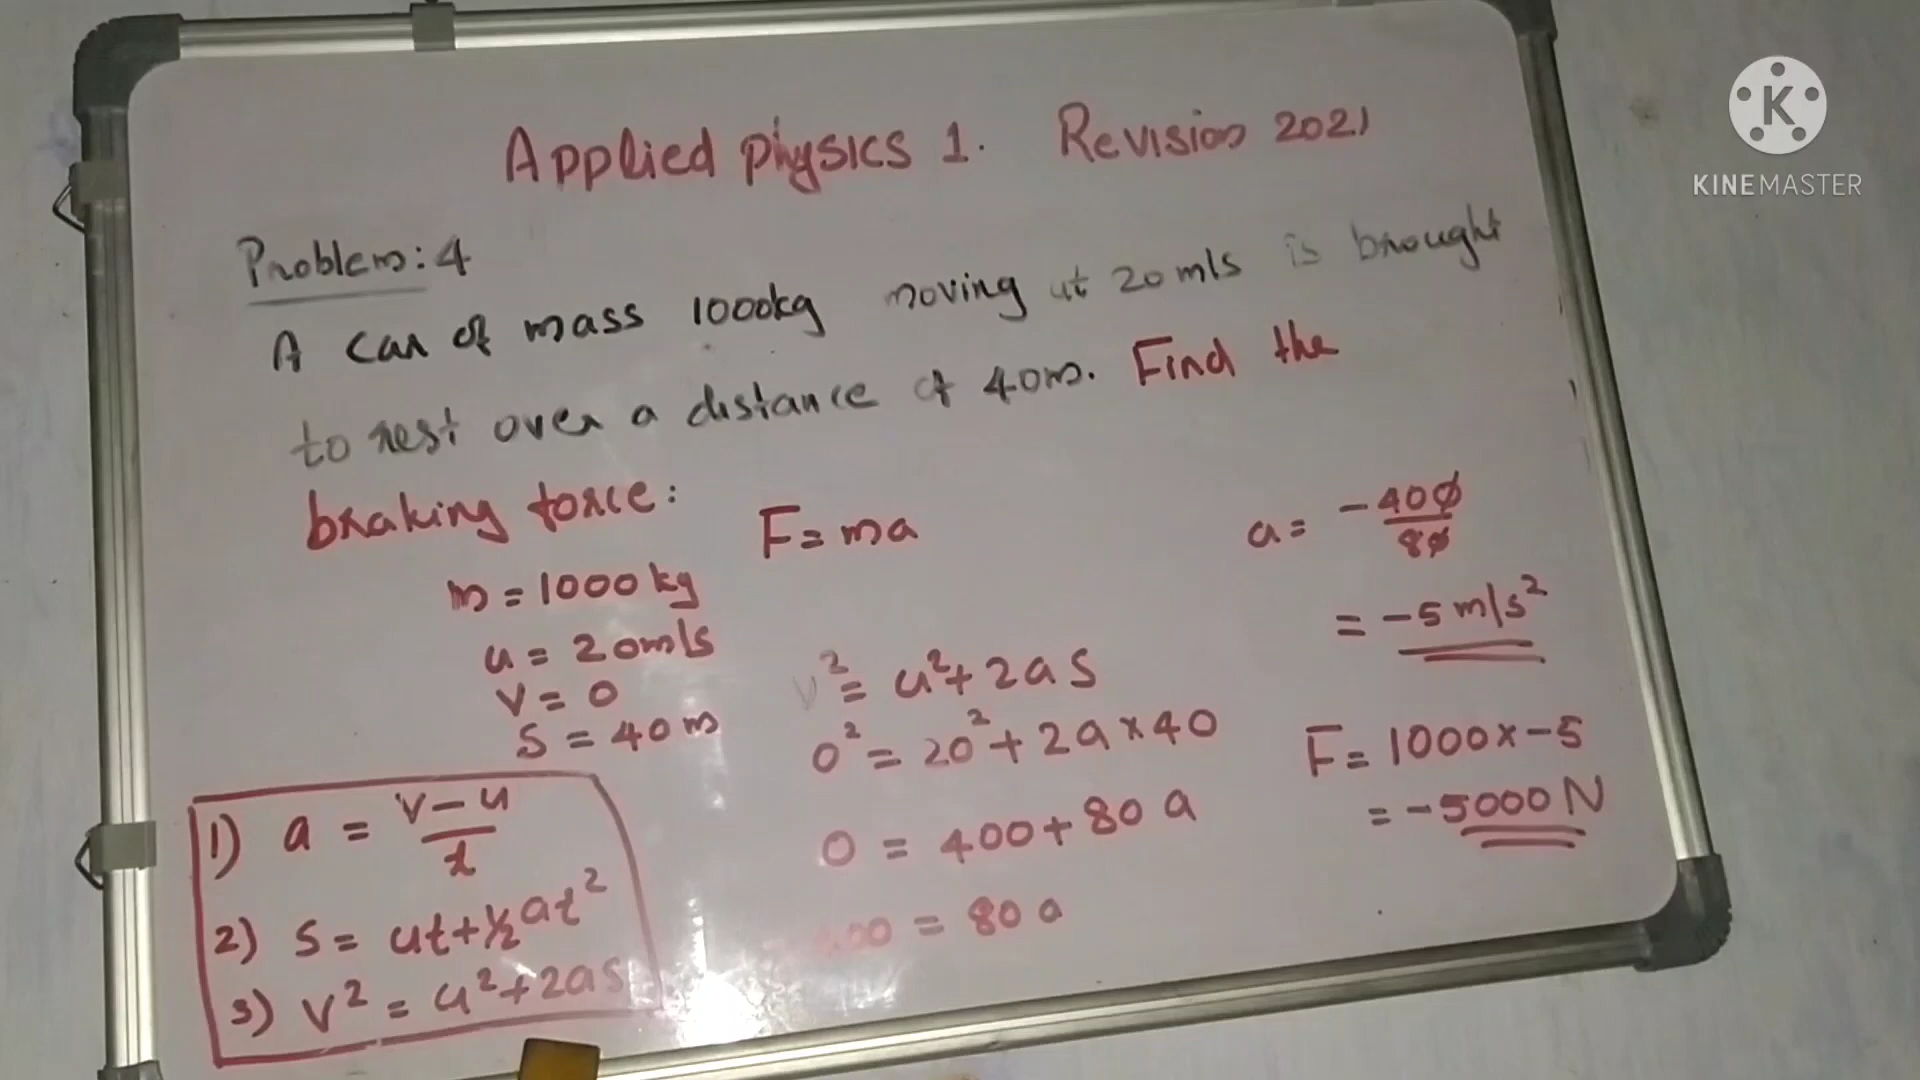 Applied physics 1. Revision 2021
KINEMASTER
Problem: 4
A car of mass 1000kg moving at 20 m/s is brought
to rest over a distance of 40m. Find the
braking force:
F = ma
m = 1000 kg
u = 20 m/s
v = 0
s = 40 m
1) a = v - u / t
2) s = ut + ½ at²
3) v² = u² + 2as
v² = u² + 2as
0² = 20² + 2a × 40
0 = 400 + 80 a
400 = 80 a
a = -400 / 80
= -5 m/s²
F = 1000 × -5
= -5000 N